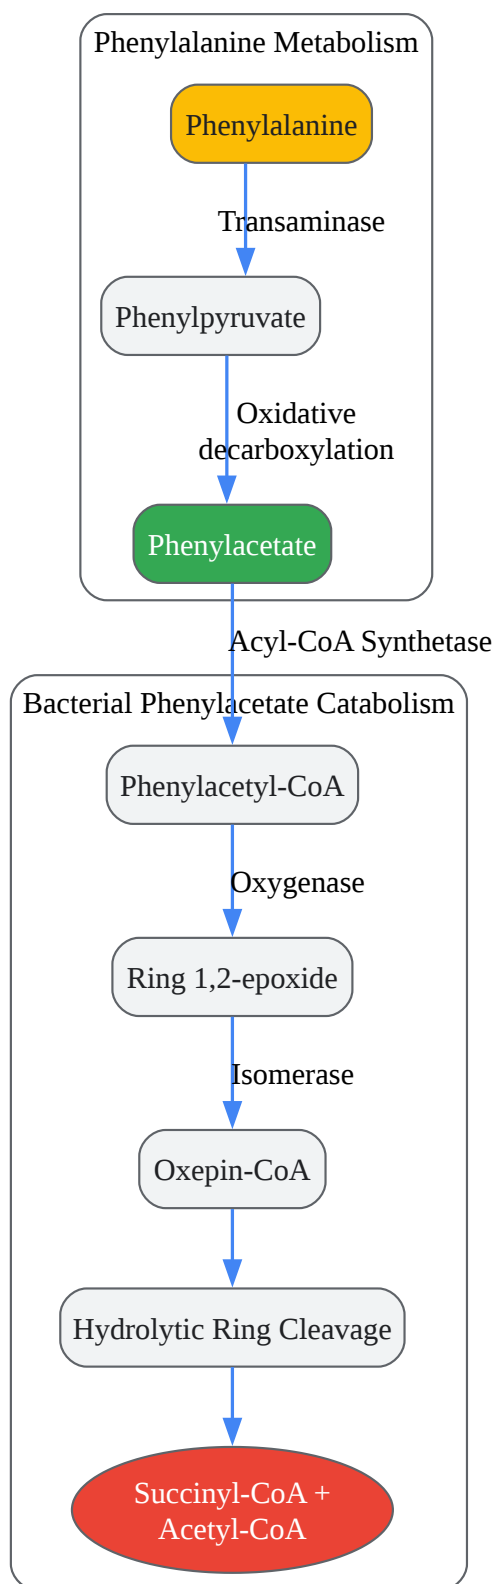 Phenylalanine Metabolism
Phenylalanine
Transaminase
Phenylpyruvate
Oxidative
decarboxylation
Phenylacetate
Acyl-CoA Synthetase
Bacterial Phenylacetate Catabolism
Phenylacetyl-CoA
Oxygenase
Ring 1,2-epoxide
Isomerase
Oxepin-CoA
Hydrolytic Ring Cleavage
Succinyl-CoA +
Acetyl-CoA